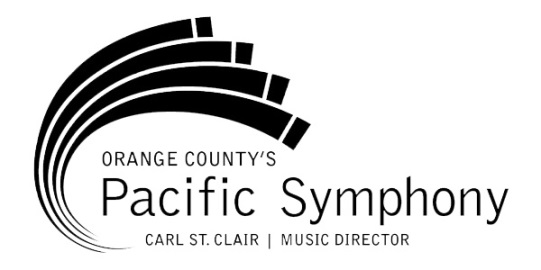 ORANGE COUNTY'S
Pacific Symphony
CARL ST. CLAIR | MUSIC DIRECTOR